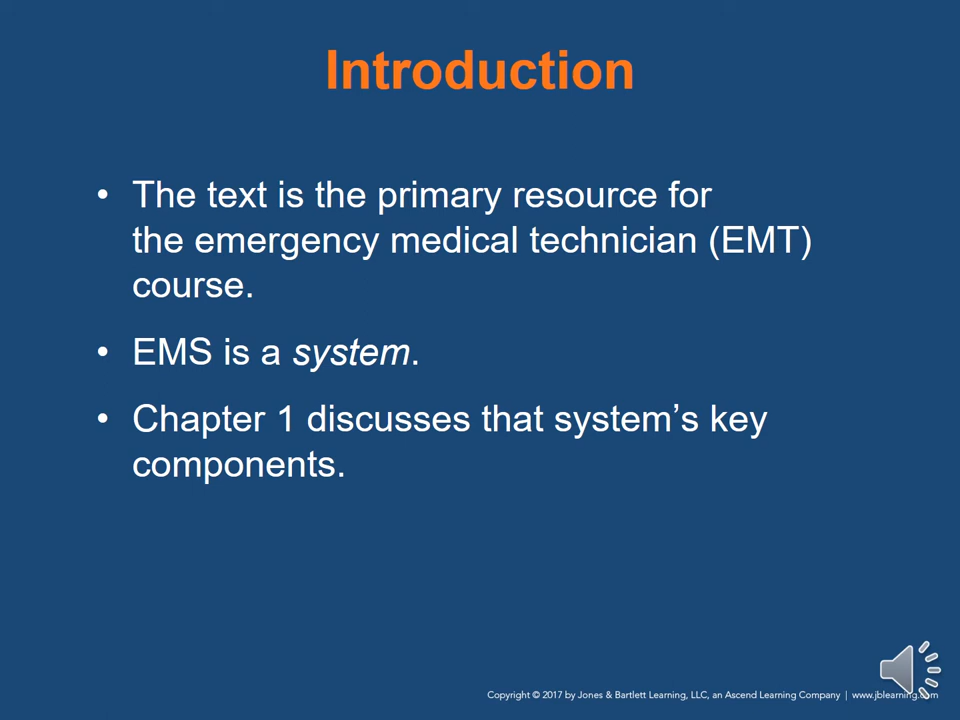 Introduction
• The text is the primary resource for
the emergency medical technician (EMT)
course.
• EMS is a system.
• Chapter 1 discusses that system’s key
components.
Copyright © 2017 by Jones & Bartlett Learning, LLC, an Ascend Learning Company | www.jblearning.com